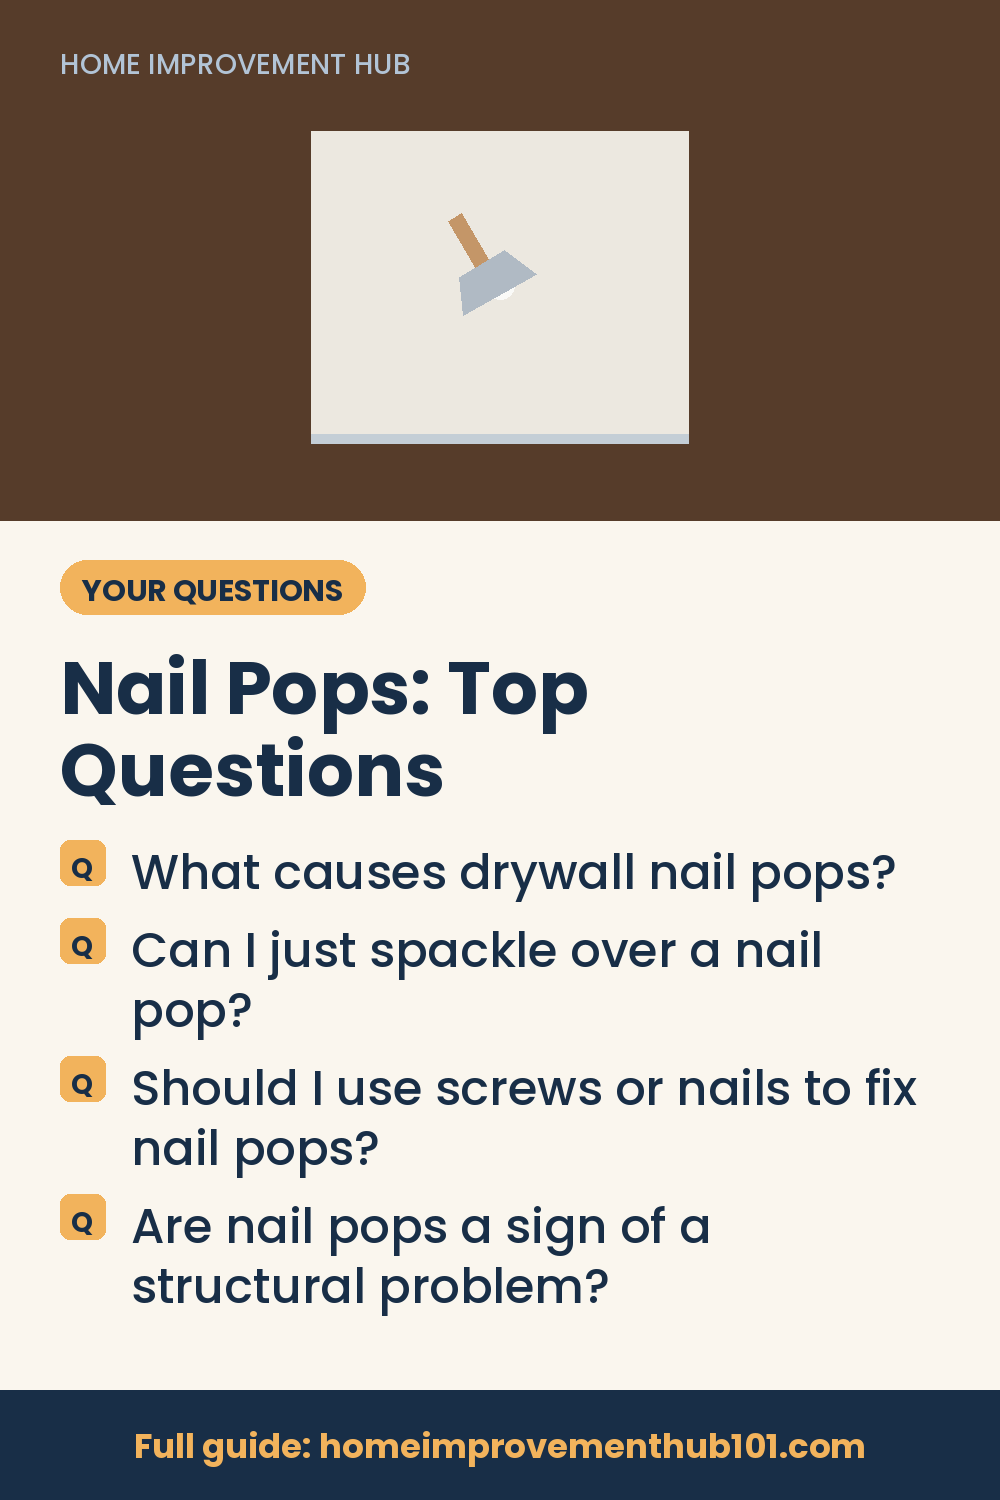 HOME IMPROVEMENT HUB
YOUR QUESTIONS
Nail Pops: Top
Questions
Q What causes drywall nail pops?
Q Can I just spackle over a nail
pop?
Q Should I use screws or nails to fix
nail pops?
Q Are nail pops a sign of a
structural problem?
Full guide: homeimprovementhub101.com